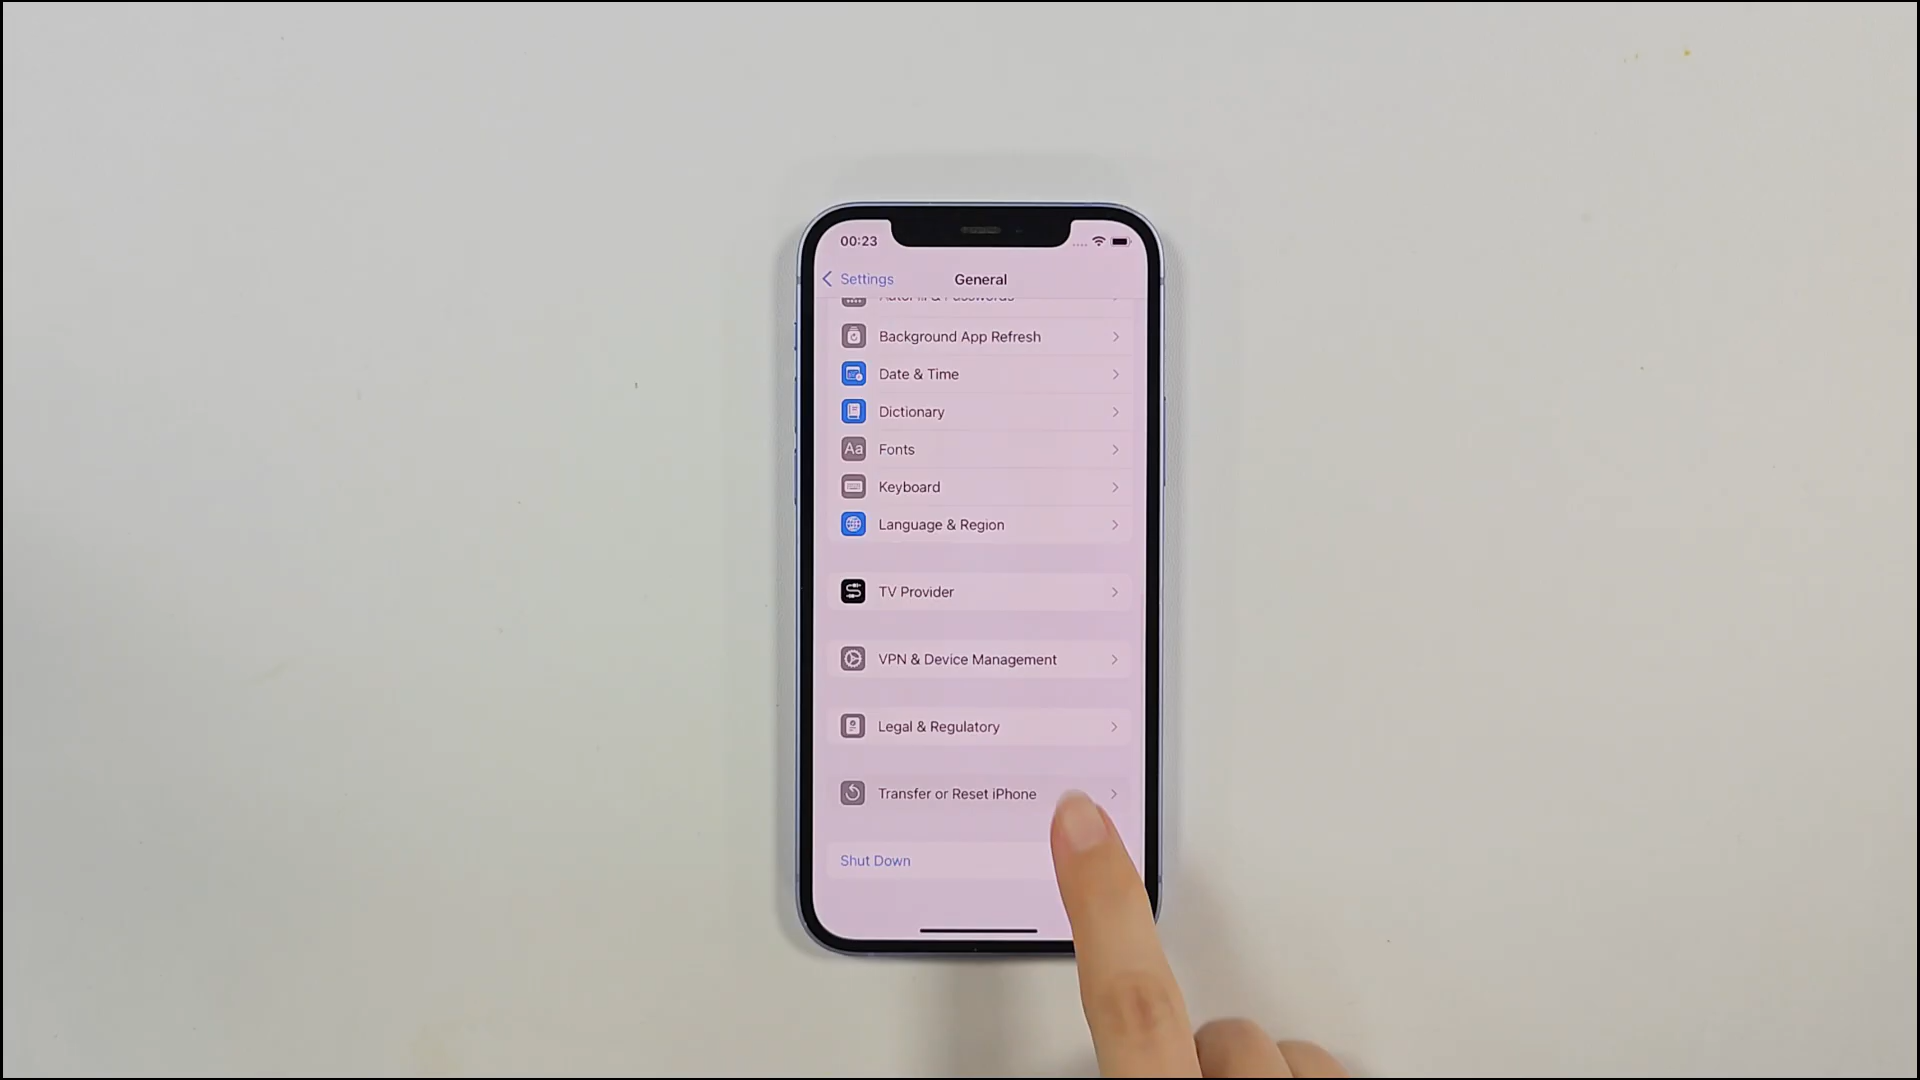 00:23
Settings
General
Background App Refresh
Date & Time
Dictionary
Aa Fonts
Keyboard
Language & Region
TV Provider
VPN & Device Management
Legal & Regulatory
Transfer or Reset iPhone
Shut Down